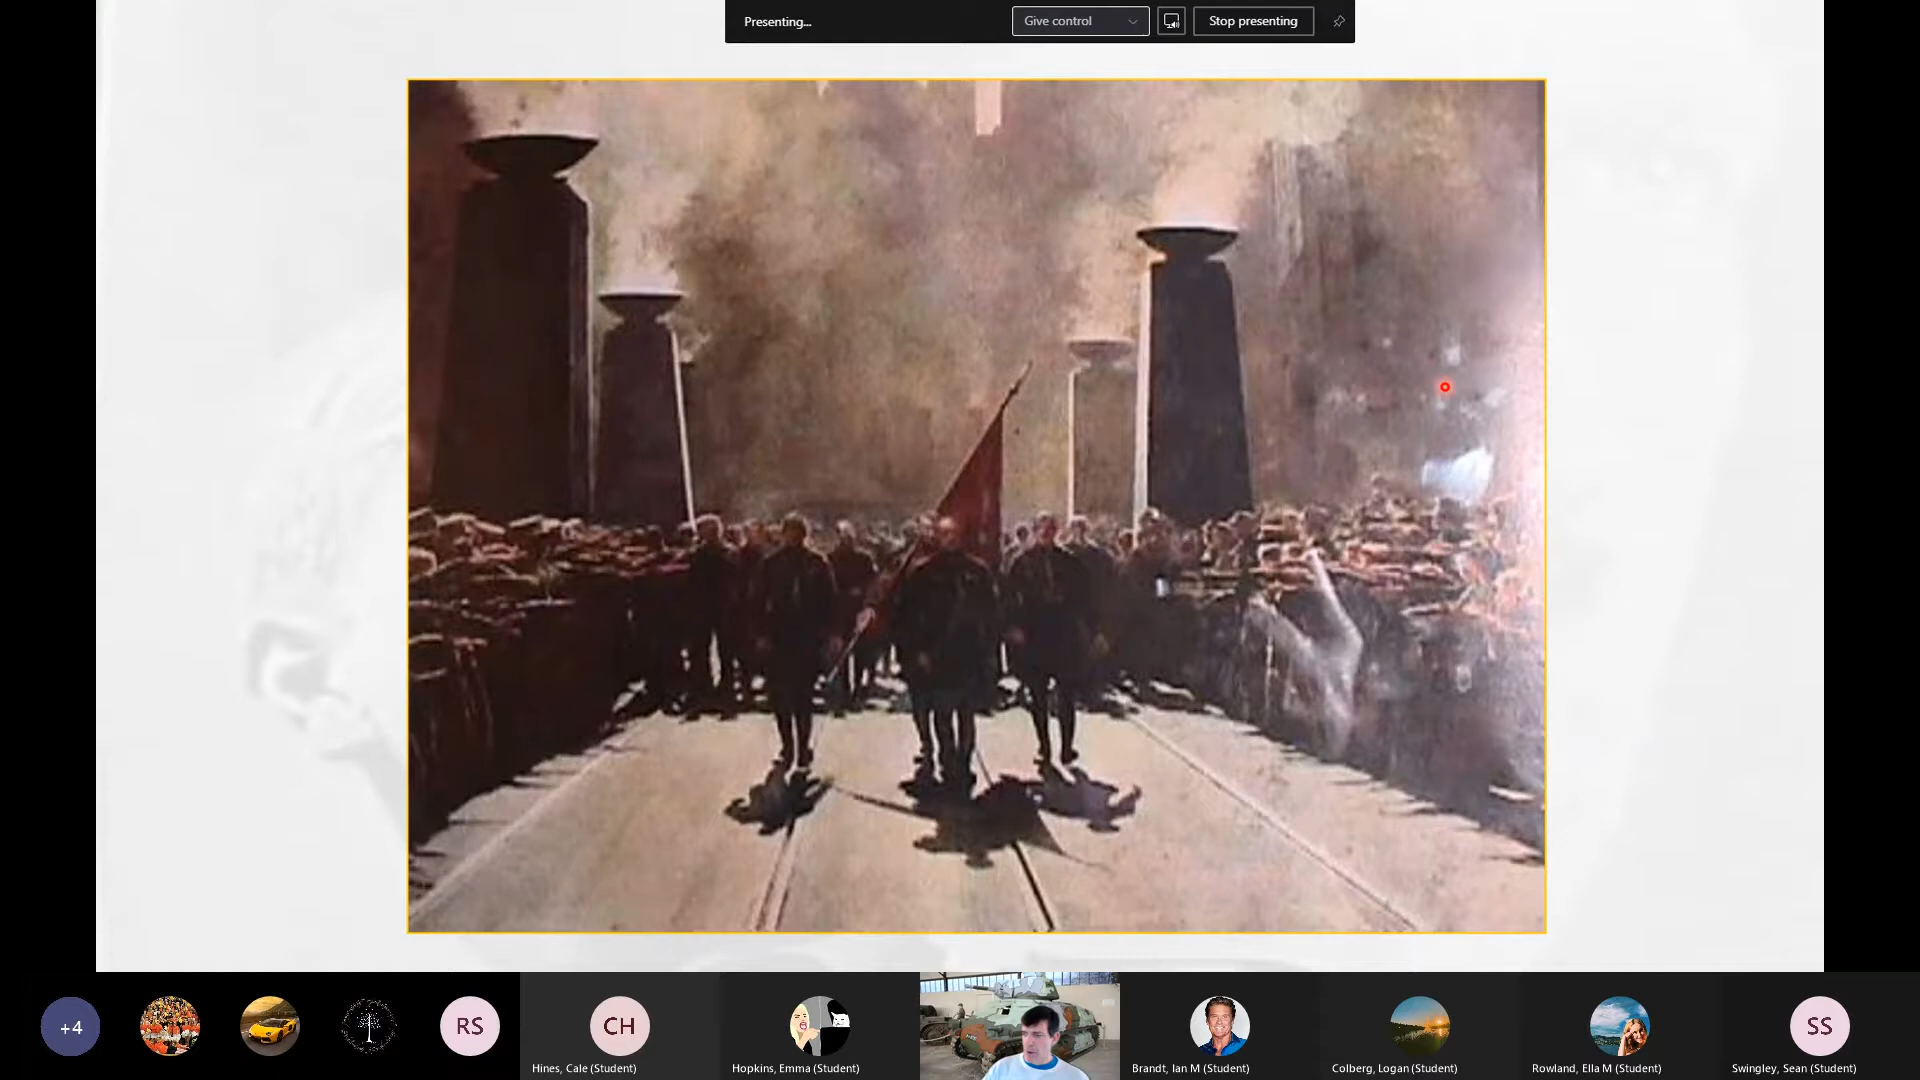 Presenting...
Give control
Stop presenting
+4
RS
CH
SS
Hines, Cale (Student)
Hopkins, Emma (Student)
Brandt, Ian M (Student)
Colberg, Logan (Student)
Rowland, Ella M (Student)
Swingley, Sean (Student)